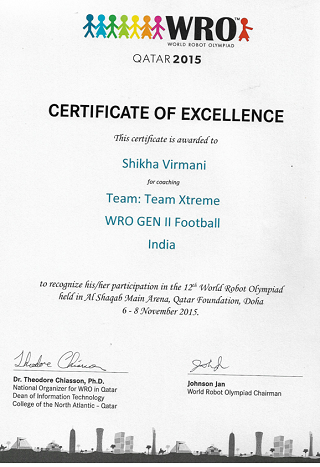 WRO™
WORLD ROBOT OLYMPIAD
QATAR 2015
CERTIFICATE OF EXCELLENCE
This certificate is awarded to
Shikha Virmani
for coaching
Team: Team Xtreme
WRO GEN II Football
India
to recognize his/her participation in the 12th World Robot Olympiad
held in Al Shaqab Main Arena, Qatar Foundation, Doha
6 - 8 November 2015.
Theodore Chiasson
Dr. Theodore Chiasson, Ph.D.
National Organizer for WRO in Qatar
Dean of Information Technology
College of the North Atlantic - Qatar
Johnson Jan
World Robot Olympiad Chairman